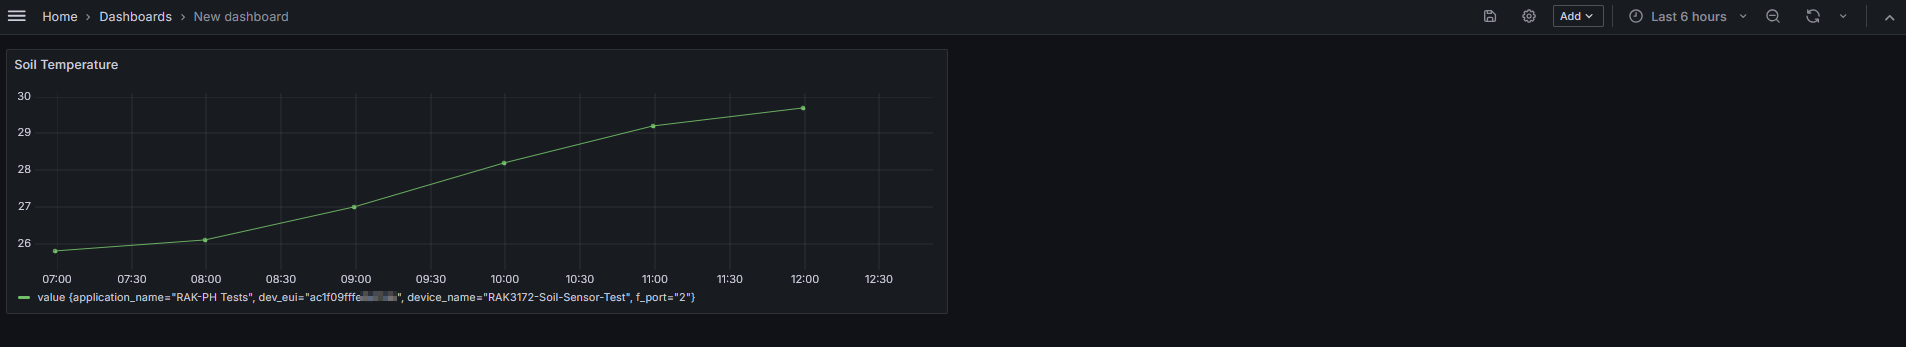 Home › Dashboards › New dashboard
Add
Last 6 hours
Soil Temperature
30
29
28
27
26
07:00 07:30 08:00 08:30 09:00 09:30 10:00 10:30 11:00 11:30 12:00 12:30
value {application_name="RAK-PH Tests", dev_eui="ac1f09fffe", device_name="RAK3172-Soil-Sensor-Test", f_port="2"}